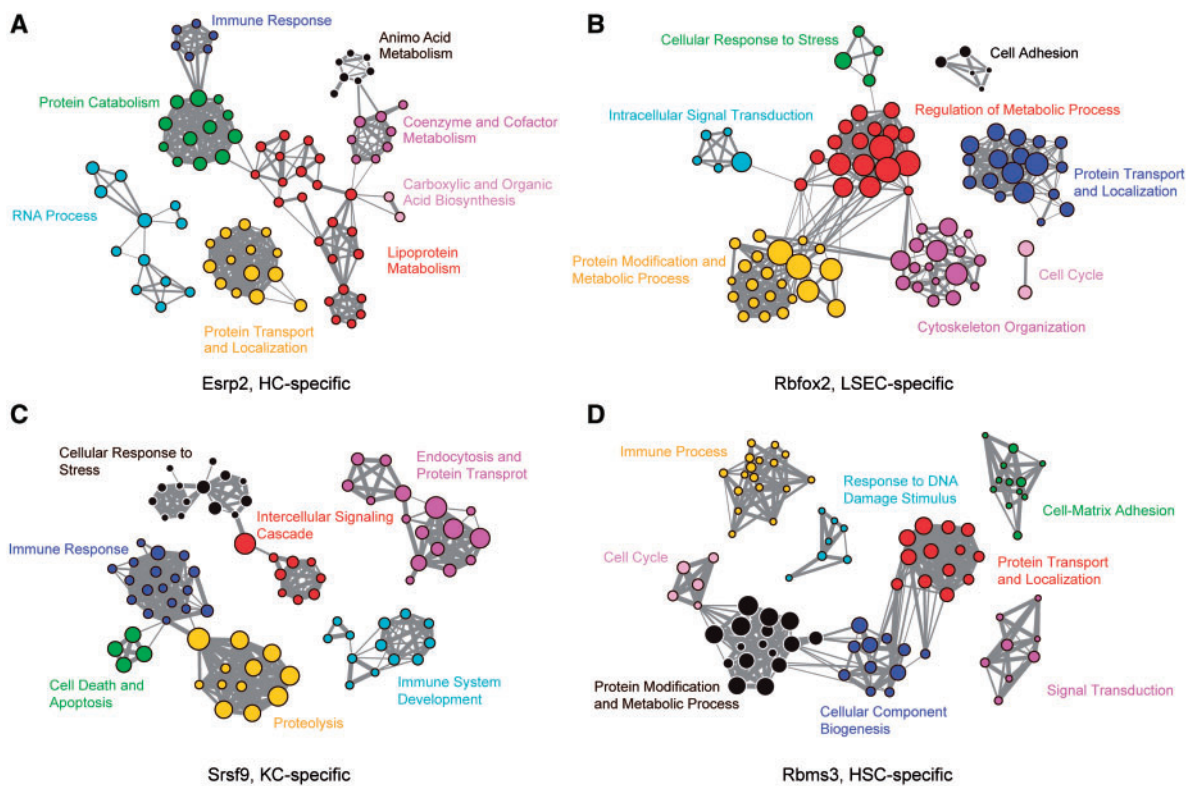 A
Immune Response
Animo Acid
Metabolism
Protein Catabolism
Coenzyme and Cofactor
Metabolism
Carboxylic and Organic
Acid Biosynthesis
RNA Process
Lipoprotein
Matabolism
Protein Transport
and Localization
Esrp2, HC-specific
B
Cellular Response to Stress
Cell Adhesion
Intracellular Signal Transduction
Regulation of Metabolic Process
Protein Transport
and Localization
Protein Modification and
Metabolic Process
Cell Cycle
Cytoskeleton Organization
Rbfox2, LSEC-specific
C
Cellular Response to
Stress
Endocytosis and
Protein Transprot
Intercellular Signaling
Cascade
Immune Response
Cell Death and
Apoptosis
Immune System
Development
Proteolysis
Srsf9, KC-specific
D
Immune Process
Response to DNA
Damage Stimulus
Cell-Matrix Adhesion
Cell Cycle
Protein Transport
and Localization
Protein Modification
and Metabolic Process
Cellular Component
Biogenesis
Signal Transduction
Rbms3, HSC-specific